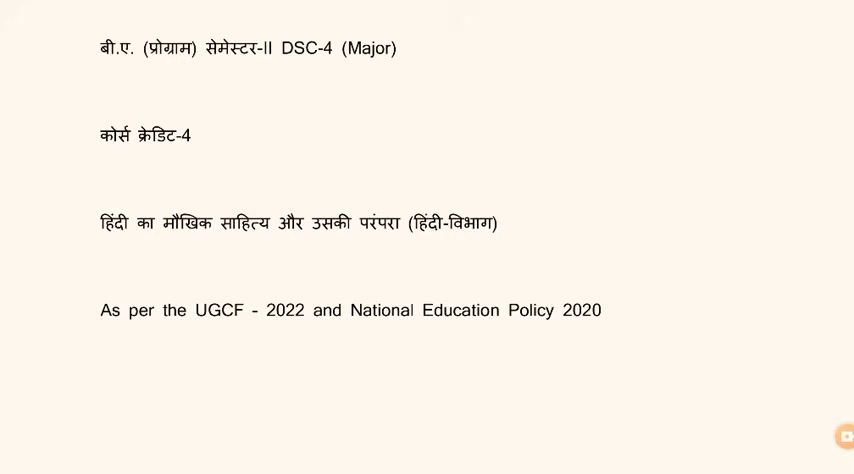 बी.ए. (प्रोग्राम) सेमेस्टर-II DSC-4 (Major)
कोर्स क्रेडिट-4
हिंदी का मौखिक साहित्य और उसकी परंपरा (हिंदी-विभाग)
As per the UGCF - 2022 and National Education Policy 2020